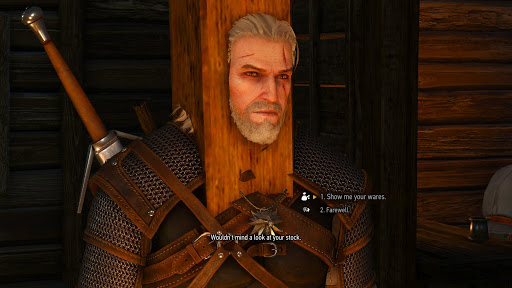 1. Show me your wares.
2. Farewell.
Wouldn't mind a look at your stock.